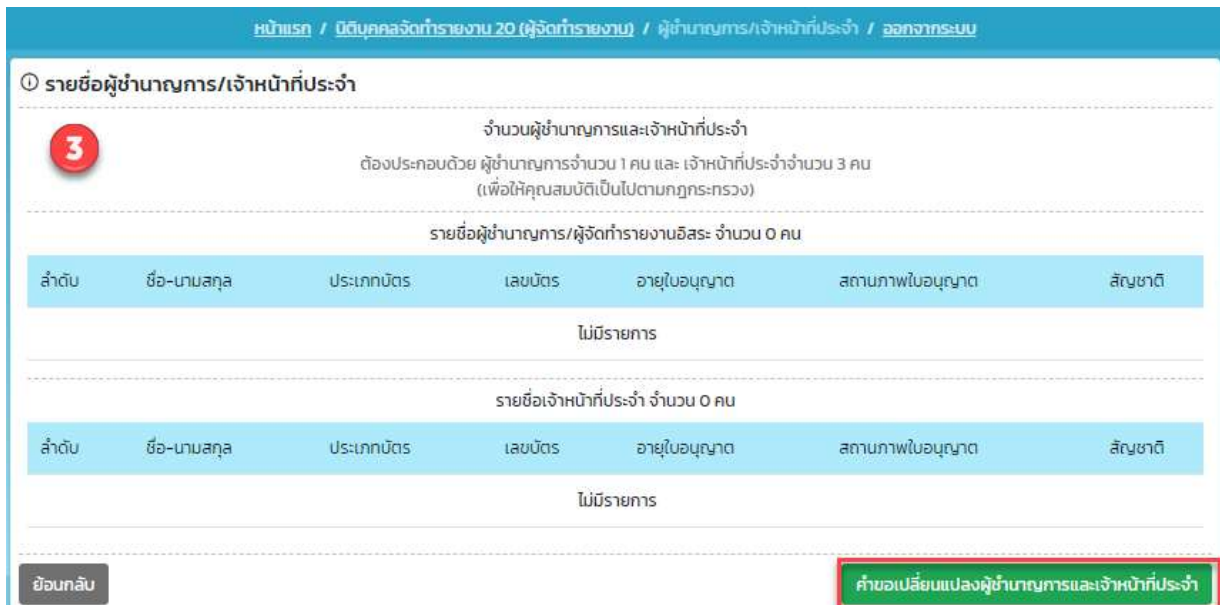 หน้าแรก / นิติบุคคลจัดทำรายงาน 20 (ผู้จัดทำรายงาน) / ผู้ชำนาญการ/เจ้าหน้าที่ประจำ / ออกจากระบบ
รายชื่อผู้ชำนาญการ/เจ้าหน้าที่ประจำ
3
จำนวนผู้ชำนาญการและเจ้าหน้าที่ประจำ
ต้องประกอบด้วย ผู้ชำนาญการจำนวน 1 คน และ เจ้าหน้าที่ประจำจำนวน 3 คน
(เพื่อให้คุณสมบัติเป็นไปตามกฎกระทรวง)
รายชื่อผู้ชำนาญการ/ผู้จัดทำรายงานอิสระ จำนวน 0 คน
ลำดับ ชื่อ-นามสกุล ประเภทบัตร เลขบัตร อายุใบอนุญาต สถานภาพใบอนุญาต สัญชาติ
ไม่มีรายการ
รายชื่อเจ้าหน้าที่ประจำ จำนวน 0 คน
ลำดับ ชื่อ-นามสกุล ประเภทบัตร เลขบัตร อายุใบอนุญาต สถานภาพใบอนุญาต สัญชาติ
ไม่มีรายการ
ย้อนกลับ คำขอเปลี่ยนแปลงผู้ชำนาญการและเจ้าหน้าที่ประจำ